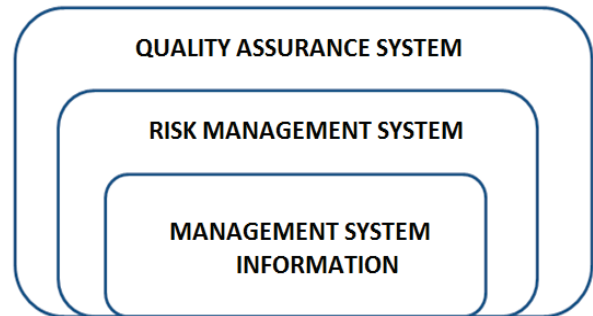 QUALITY ASSURANCE SYSTEM
RISK MANAGEMENT SYSTEM
MANAGEMENT SYSTEM
INFORMATION